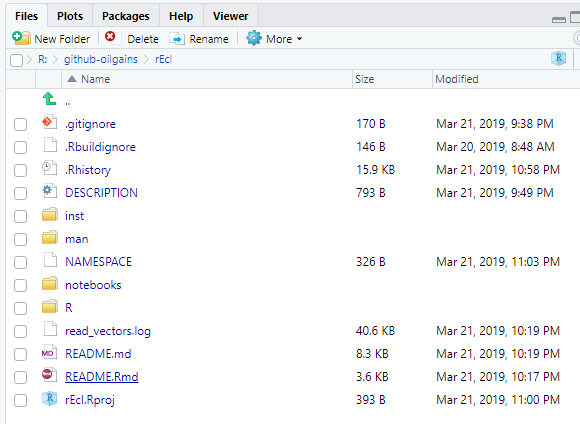 Files Plots Packages Help Viewer
New Folder Delete Rename More
R: github-oilgains rEcl
Name Size Modified
..
.gitignore 170 B Mar 21, 2019, 9:38 PM
.Rbuildignore 146 B Mar 20, 2019, 8:48 AM
.Rhistory 15.9 KB Mar 21, 2019, 10:58 PM
DESCRIPTION 793 B Mar 21, 2019, 9:49 PM
inst
man
NAMESPACE 326 B Mar 21, 2019, 11:03 PM
notebooks
R
read_vectors.log 40.6 KB Mar 21, 2019, 10:19 PM
MD README.md 8.3 KB Mar 21, 2019, 10:19 PM
README.Rmd 3.6 KB Mar 21, 2019, 10:17 PM
R rEcl.Rproj 393 B Mar 21, 2019, 11:00 PM